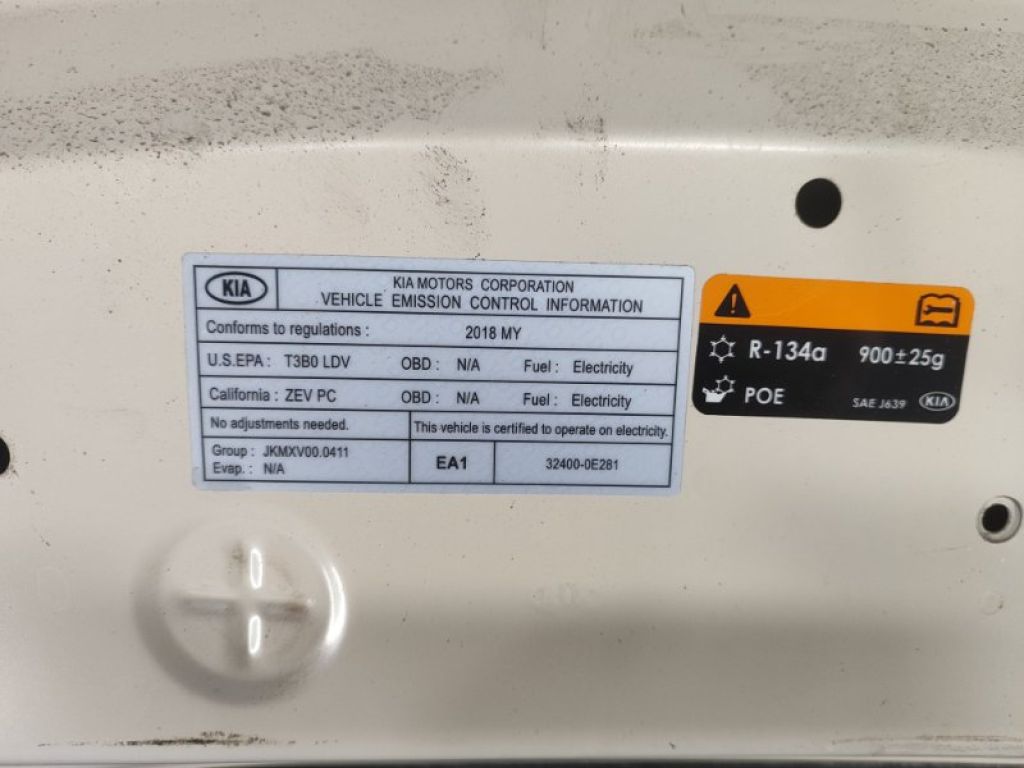 KIA
KIA MOTORS CORPORATION
VEHICLE EMISSION CONTROL INFORMATION
Conforms to regulations : 2018 MY
U.S.EPA : T3B0 LDV OBD : N/A Fuel : Electricity
California : ZEV PC OBD : N/A Fuel : Electricity
No adjustments needed. This vehicle is certified to operate on electricity.
Group : JKMXV00.0411
Evap. : N/A
EA1 32400-0E281
R-134a 900±25g
POE SAE J639 KIA